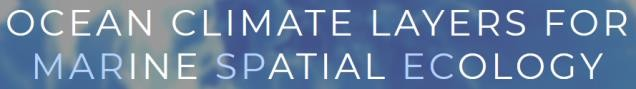 OCEAN CLIMATE LAYERS FOR
MARINE SPATIAL ECOLOGY